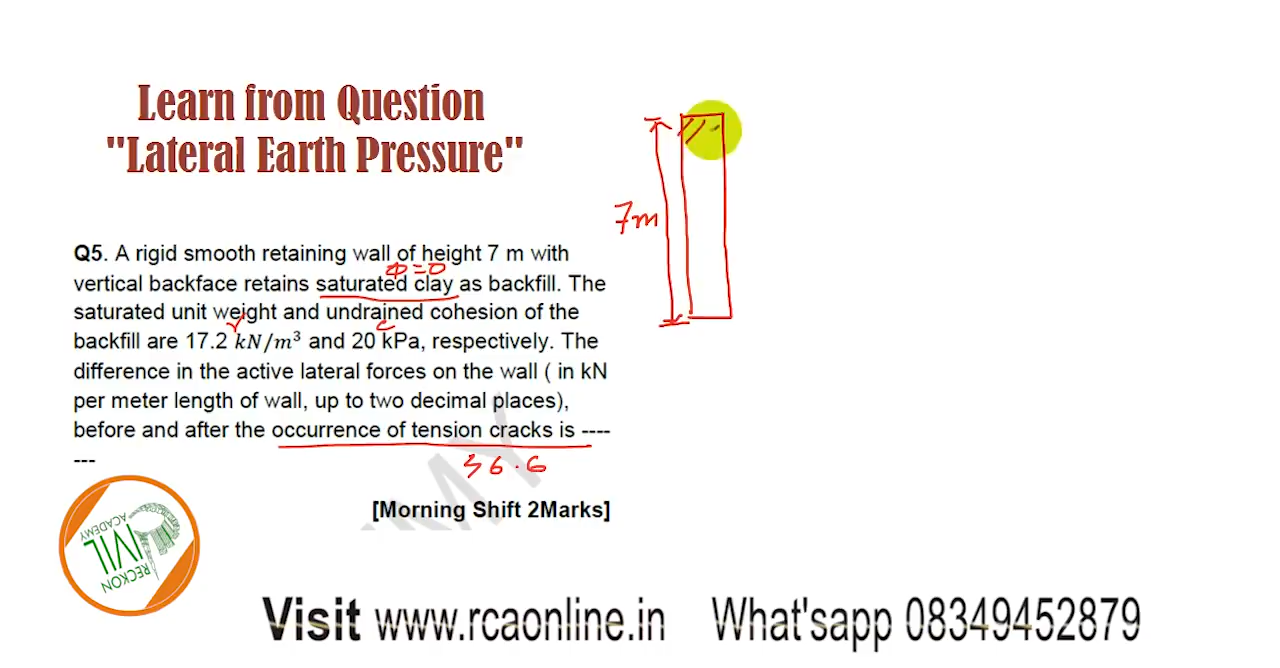 Learn from Question
"Lateral Earth Pressure"
7m
Q5. A rigid smooth retaining wall of height 7 m with
Φ=0
vertical backface retains saturated clay as backfill. The
saturated unit weight and undrained cohesion of the
γ c
backfill are 17.2 kN/m³ and 20 kPa, respectively. The
difference in the active lateral forces on the wall ( in kN
per meter length of wall, up to two decimal places),
before and after the occurrence of tension cracks is ----
---
36.6
[Morning Shift 2Marks]
RECKON
CIVIL
ACADEMY
Visit www.rcaonline.in What'sapp 08349452879